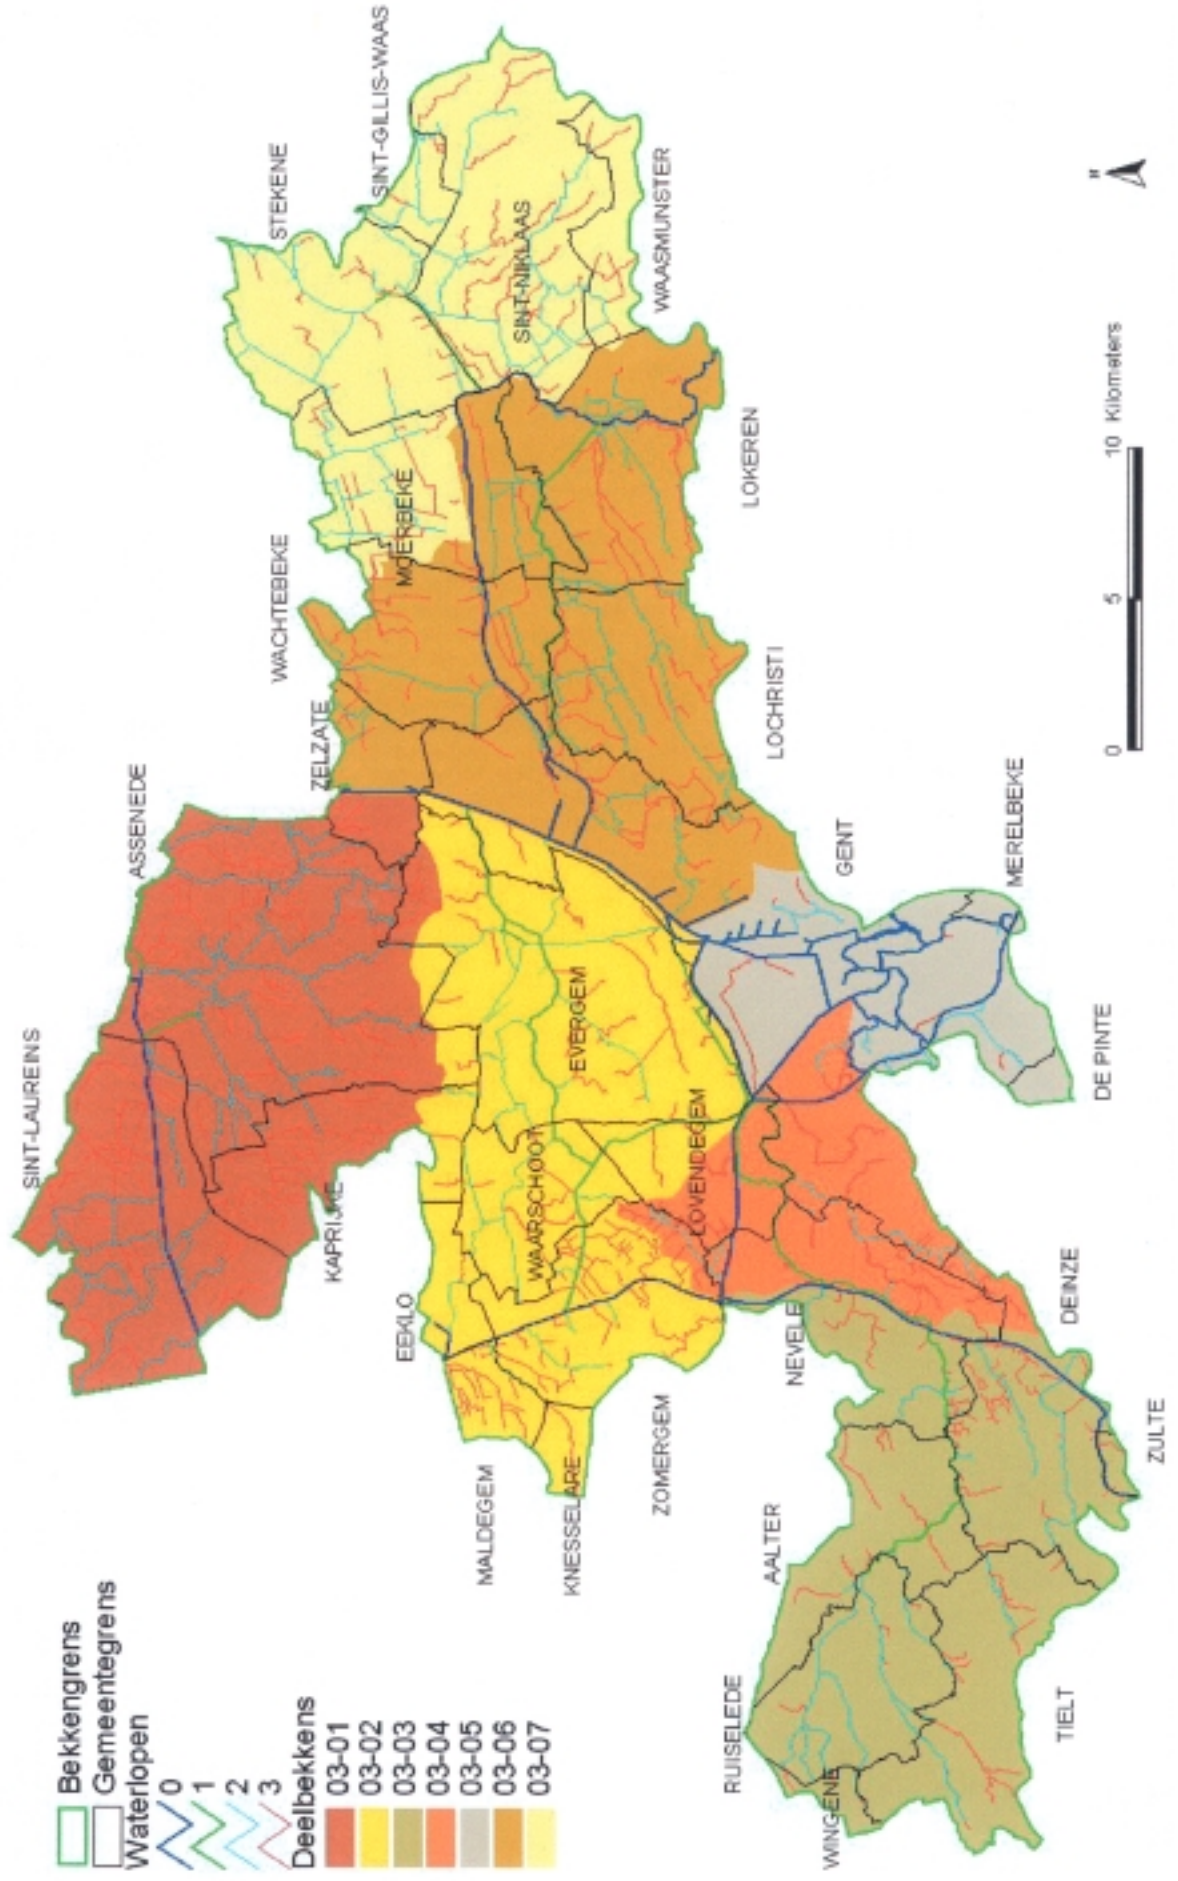 Bekkengrens
Gemeentegrens
Waterlopen
0
1
2
3
Deelbekkens
03-01
03-02
03-03
03-04
03-05
03-06
03-07
SINT-LAUREINS
ASSENEDE
KAPRIJKE
ZELZATE
WACHTEBEKE
STEKENE
SINT-GILLIS-WAAS
MOERBEKE
EEKLO
MALDEGEM
KNESSELARE
WAARSCHOOT
EVERGEM
SINT-NIKLAAS
ZOMERGEM
LOVENDEGEM
WAASMUNSTER
LOKEREN
LOCHRISTI
RUISELEDE
AALTER
NEVELE
GENT
WINGENE
MERELBEKE
TIELT
DEINZE
DE PINTE
ZULTE
N
0
5
10 Kilometers